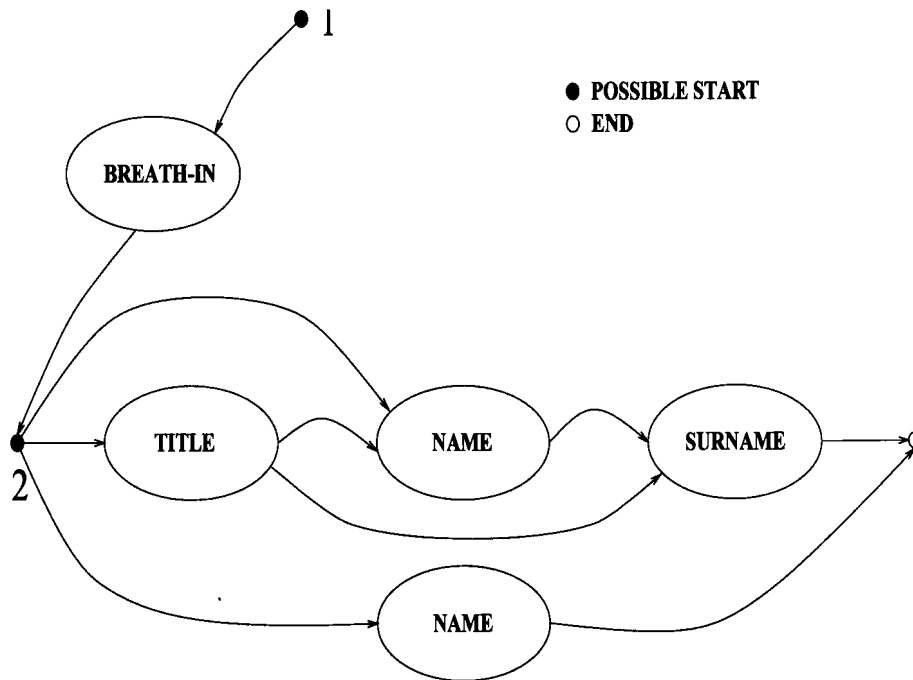 1
POSSIBLE START
END
BREATH-IN
TITLE
NAME
SURNAME
2
NAME